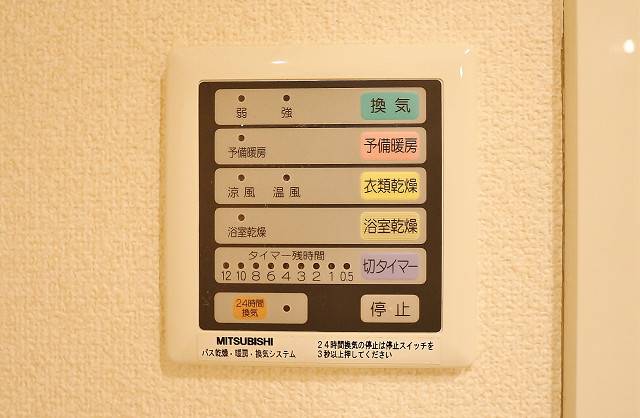 換気
弱 強
予備暖房
予備暖房
衣類乾燥
涼風 温風
浴室乾燥
浴室乾燥
タイマー残時間
切タイマー
12 10 8 6 4 3 2 1 0.5
24時間
換気
停止
MITSUBISHI
バス乾燥・暖房・換気システム
24時間換気の停止は停止スイッチを
3秒以上押してください